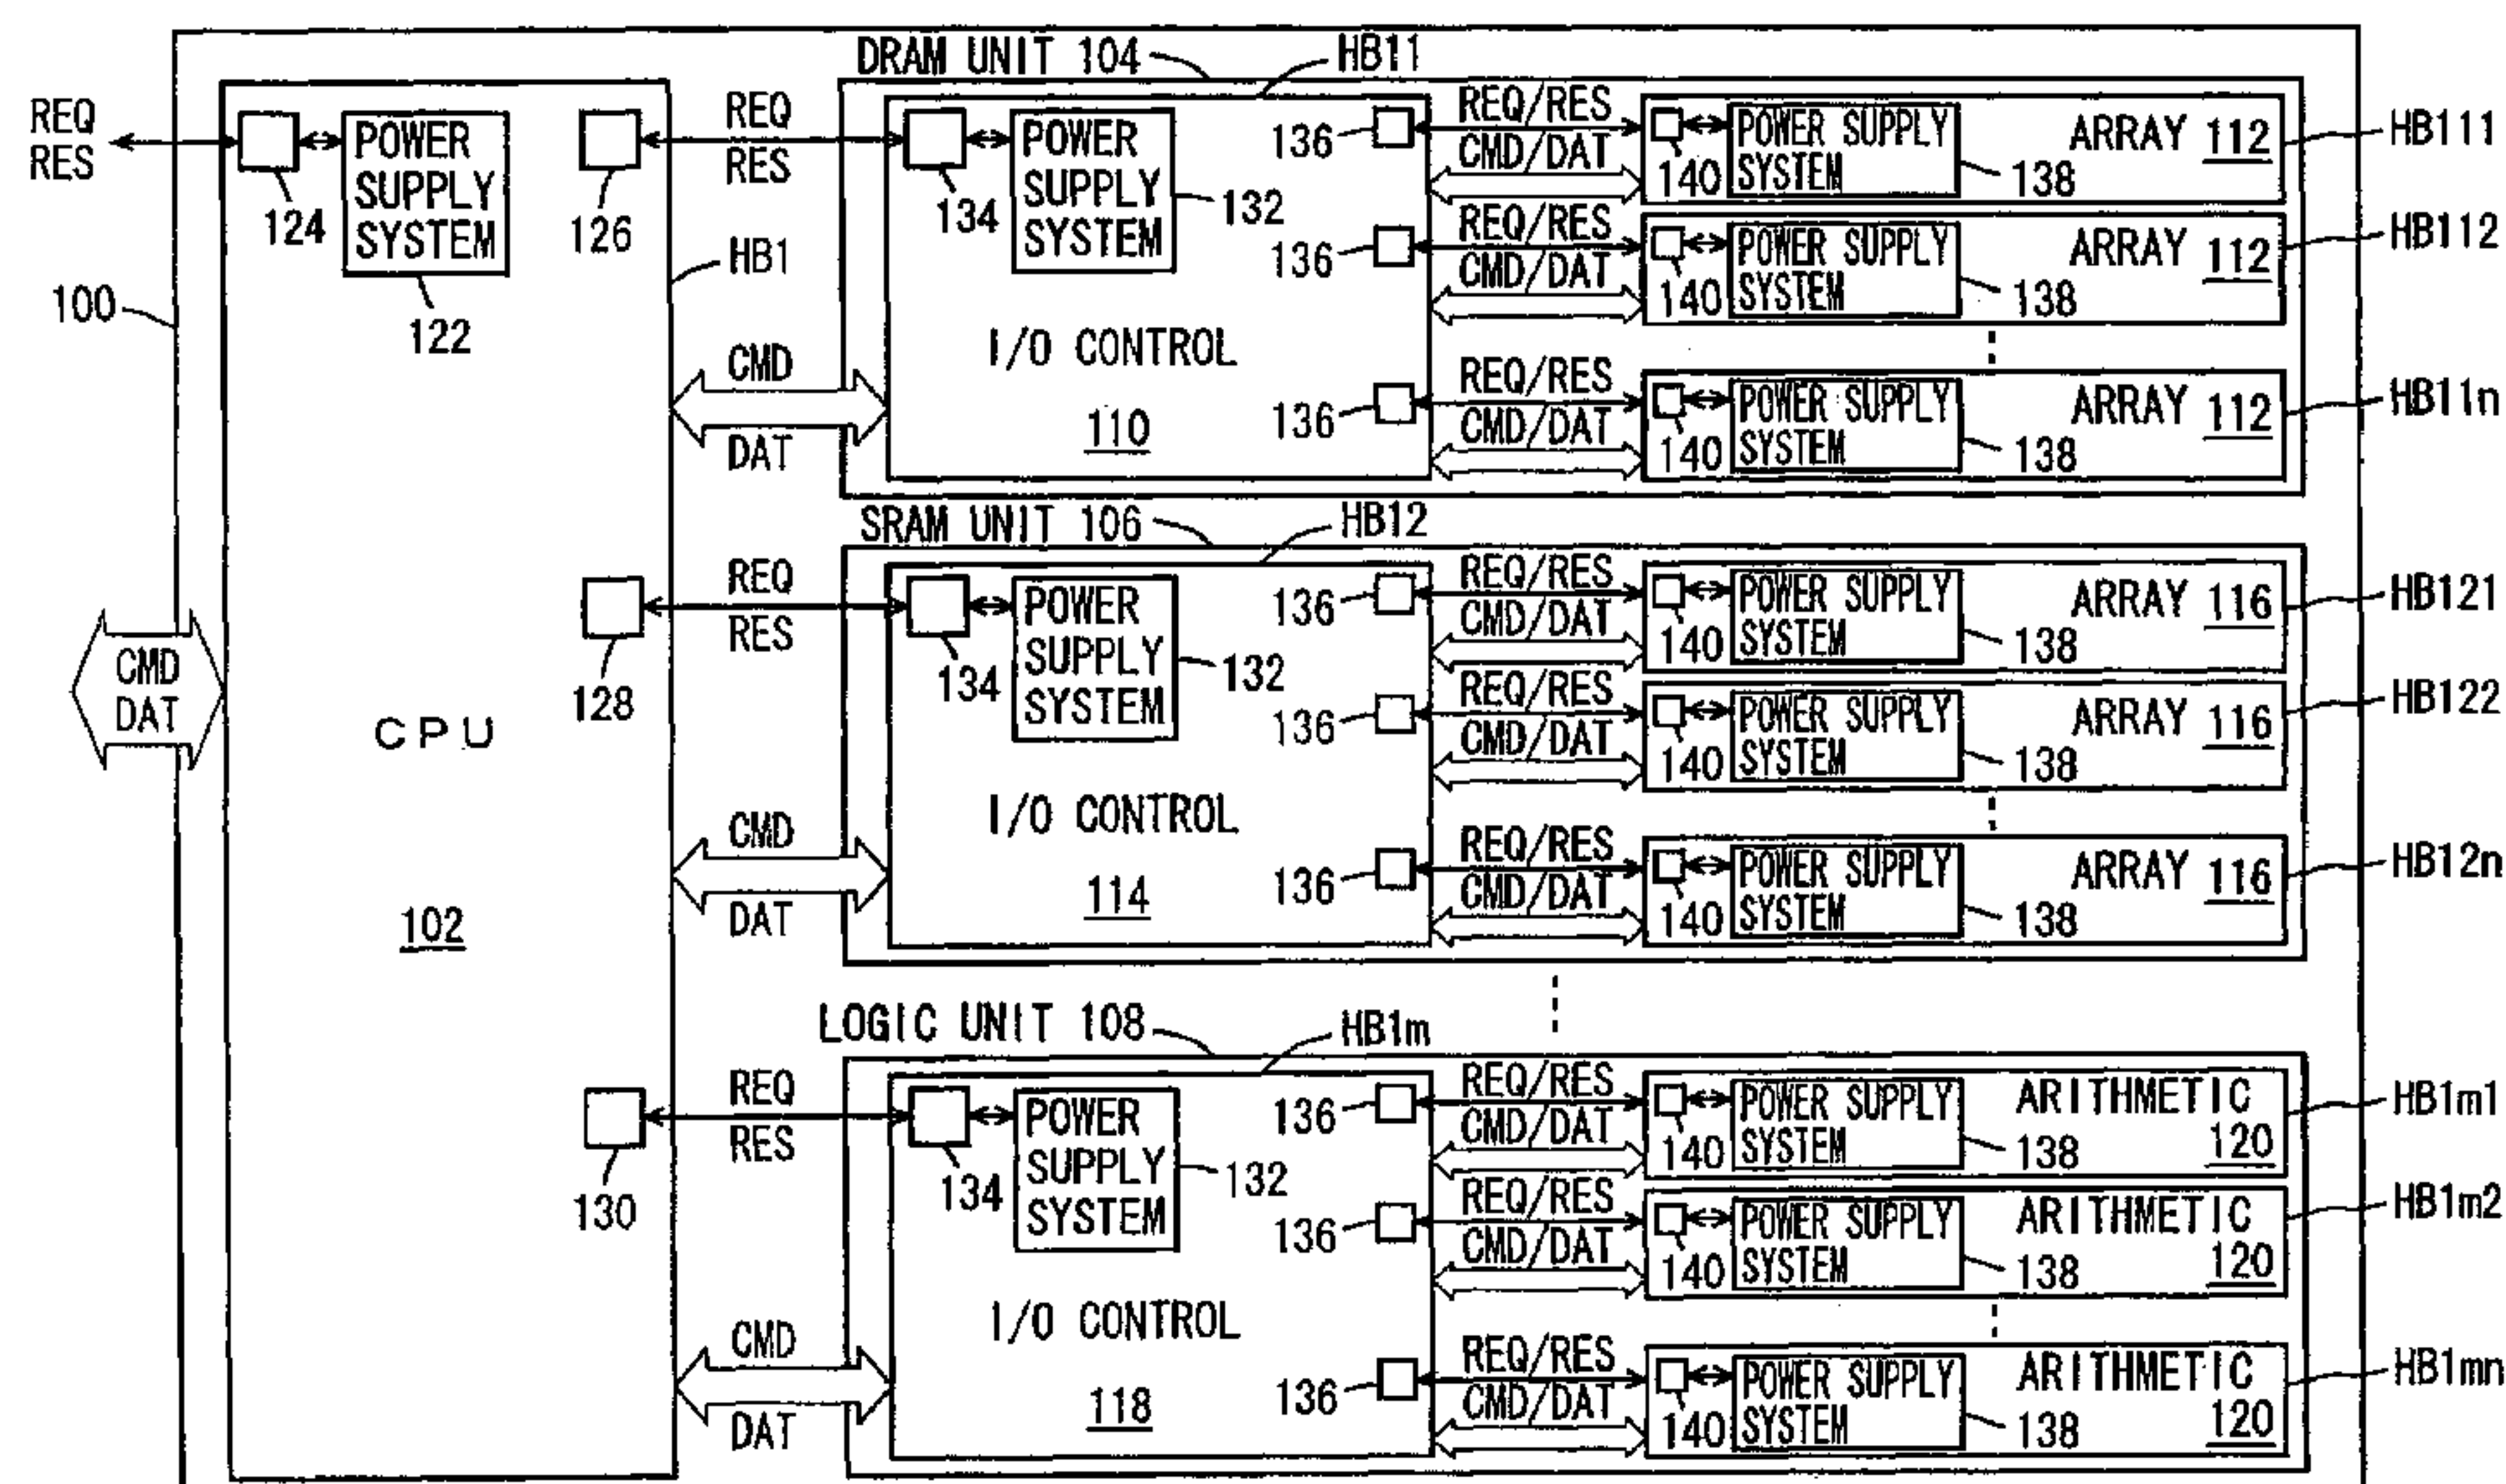 DRAM UNIT 104
HB11
REQ
RES
124
POWER
SUPPLY
SYSTEM
122
126
HB1
100
REQ
RES
134
POWER
SUPPLY
SYSTEM
132
136
136
136
I/O CONTROL
110
CMD
DAT
REQ/RES
CMD/DAT
140
POWER SUPPLY
SYSTEM
138
ARRAY 112
HB111
REQ/RES
CMD/DAT
140
POWER SUPPLY
SYSTEM
138
ARRAY 112
HB112
REQ/RES
CMD/DAT
140
POWER SUPPLY
SYSTEM
138
ARRAY 112
HB11n
SRAM UNIT 106
HB12
CMD
DAT
CPU
102
128
REQ
RES
134
POWER
SUPPLY
SYSTEM
132
136
136
136
I/O CONTROL
114
CMD
DAT
REQ/RES
CMD/DAT
140
POWER SUPPLY
SYSTEM
138
ARRAY 116
HB121
REQ/RES
CMD/DAT
140
POWER SUPPLY
SYSTEM
138
ARRAY 116
HB122
REQ/RES
CMD/DAT
140
POWER SUPPLY
SYSTEM
138
ARRAY 116
HB12n
LOGIC UNIT 108
HB1m
130
REQ
RES
134
POWER
SUPPLY
SYSTEM
132
136
136
136
I/O CONTROL
118
CMD
DAT
REQ/RES
CMD/DAT
140
POWER SUPPLY
SYSTEM
138
ARITHMETIC
120
HB1m1
REQ/RES
CMD/DAT
140
POWER SUPPLY
SYSTEM
138
ARITHMETIC
120
HB1m2
REQ/RES
CMD/DAT
140
POWER SUPPLY
SYSTEM
138
ARITHMETIC
120
HB1mn